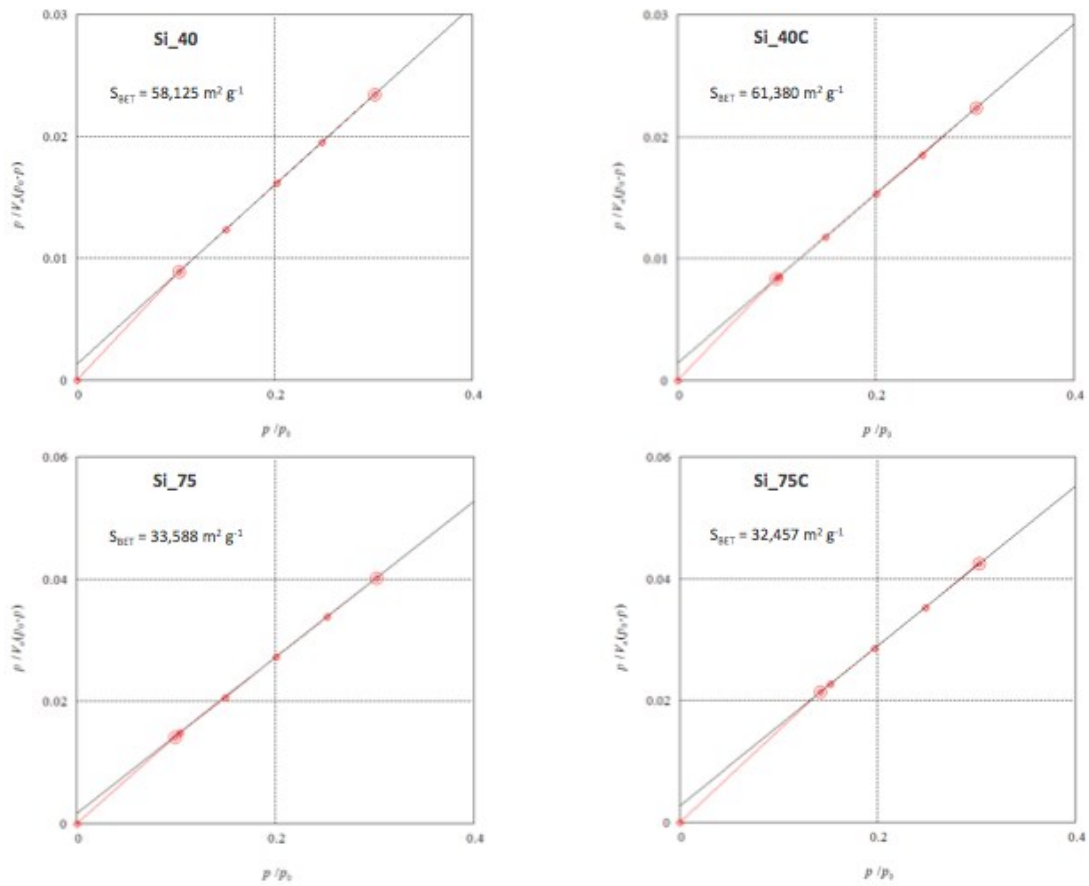 Si_40
S_BET = 58,125 m² g⁻¹
0.03
0.02
0.01
0
p / Vₐ(p₀-p)
0
0.2
0.4
p / p₀
Si_40C
S_BET = 61,380 m² g⁻¹
0.03
0.02
0.01
0
p / Vₐ(p₀-p)
0
0.2
0.4
p / p₀
Si_75
S_BET = 33,588 m² g⁻¹
0.06
0.04
0.02
0
p / Vₐ(p₀-p)
0
0.2
0.4
p / p₀
Si_75C
S_BET = 32,457 m² g⁻¹
0.06
0.04
0.02
0
p / Vₐ(p₀-p)
0
0.2
0.4
p / p₀